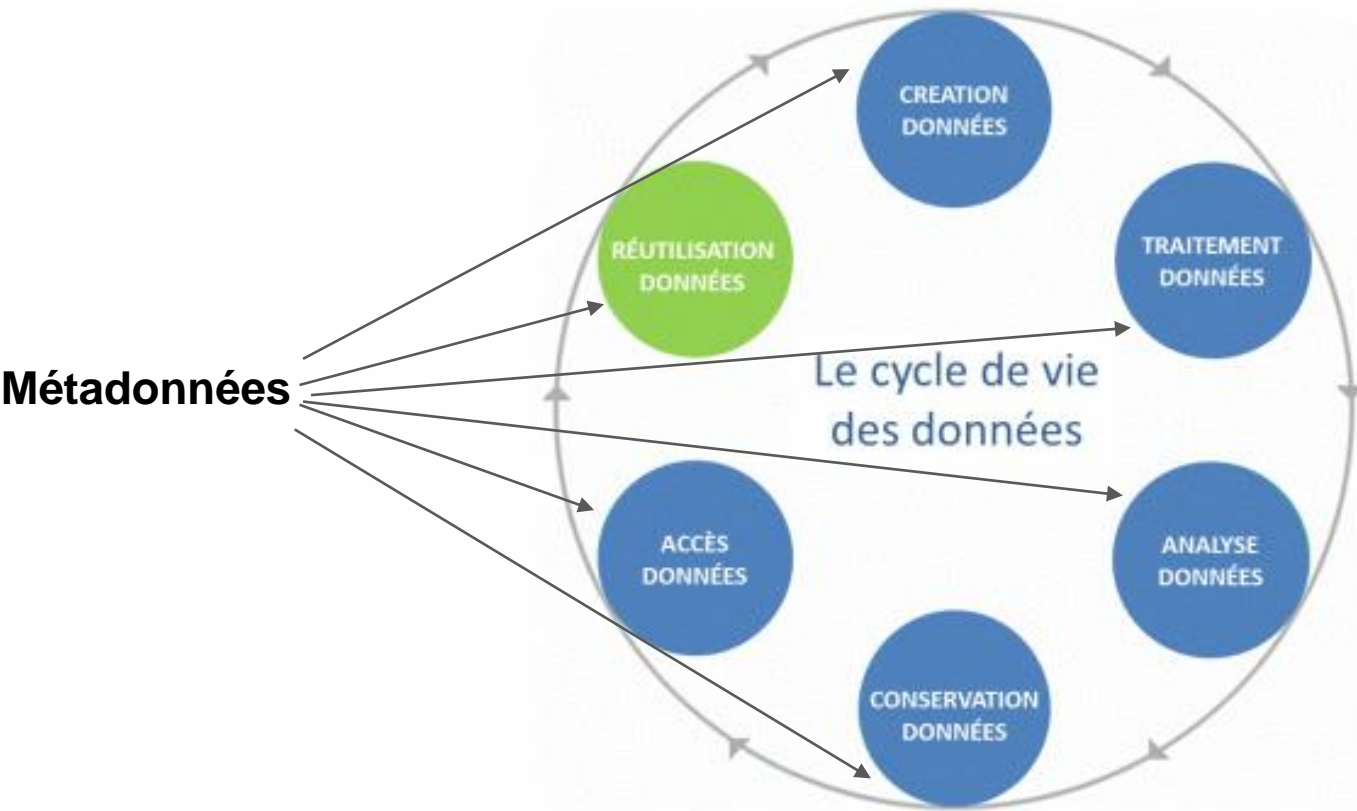 CREATION
DONNÉES
RÉUTILISATION
DONNÉES
TRAITEMENT
DONNÉES
Métadonnées
Le cycle de vie
des données
ACCÈS
DONNÉES
ANALYSE
DONNÉES
CONSERVATION
DONNÉES